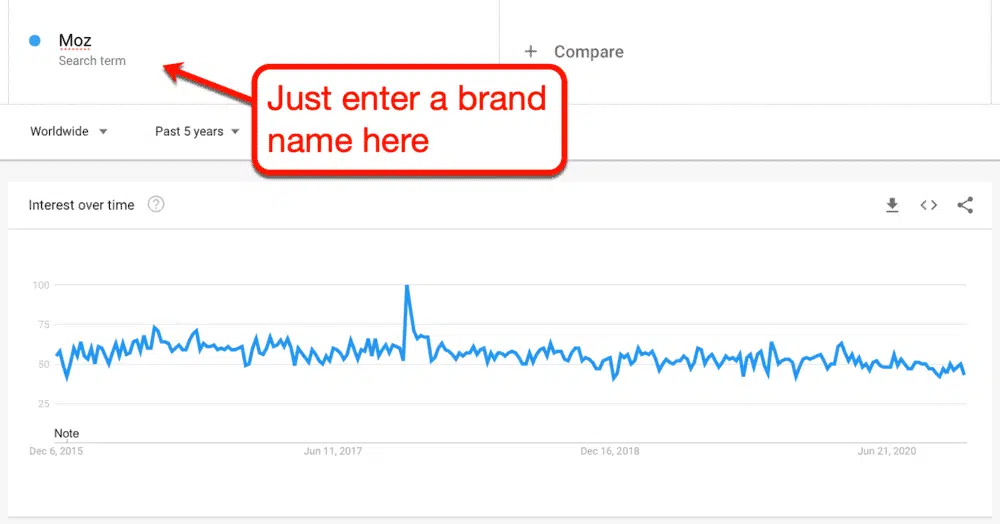 Moz
Search term
+ Compare
Just enter a brand
name here
Worldwide
Past 5 years
Interest over time ?
100
75
50
25
Note
Dec 6, 2015
Jun 11, 2017
Dec 16, 2018
Jun 21, 2020